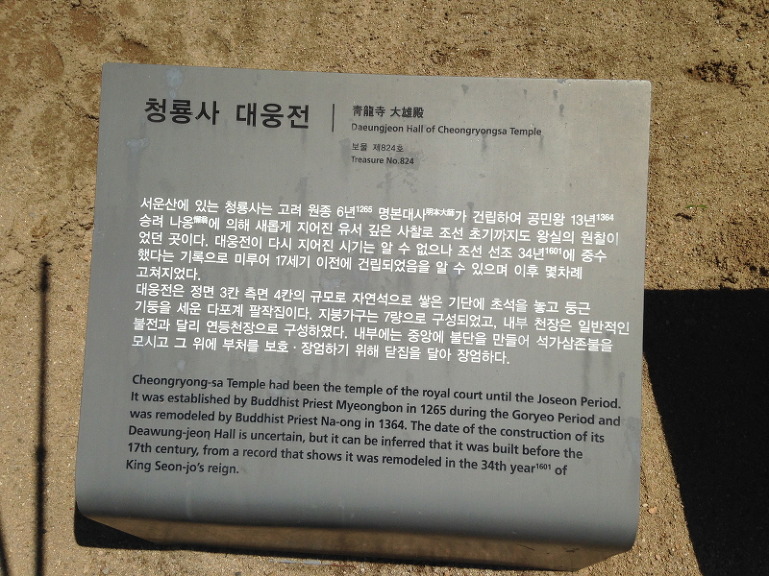 청룡사 대웅전
靑龍寺 大雄殿
Daeungjeon Hall of Cheongryongsa Temple
보물 제824호
Treasure No.824
서운산에 있는 청룡사는 고려 원종 6년1265 명본대사明本大師가 건립하여 공민왕 13년1364
승려 나옹懶翁에 의해 새롭게 지어진 유서 깊은 사찰로 조선 초기까지도 왕실의 원찰이
었던 곳이다. 대웅전이 다시 지어진 시기는 알 수 없으나 조선 선조 34년1601에 중수
했다는 기록으로 미루어 17세기 이전에 건립되었음을 알 수 있으며 이후 몇차례
고쳐지었다.
대웅전은 정면 3칸 측면 4칸의 규모로 자연석으로 쌓은 기단에 초석을 놓고 둥근
기둥을 세운 다포계 팔작집이다. 지붕가구는 7량으로 구성되었고, 내부 천장은 일반적인
불전과 달리 연등천장으로 구성하였다. 내부에는 중앙에 불단을 만들어 석가삼존불을
모시고 그 위에 부처를 보호 · 장엄하기 위해 닫집을 달아 장엄하다.
Cheongryong-sa Temple had been the temple of the royal court until the Joseon Period.
It was established by Buddhist Priest Myeongbon in 1265 during the Goryeo Period and
was remodeled by Buddhist Priest Na-ong in 1364. The date of the construction of its
Deawung-jeon Hall is uncertain, but it can be inferred that it was built before the
17th century, from a record that shows it was remodeled in the 34th year1601 of
King Seon-jo's reign.